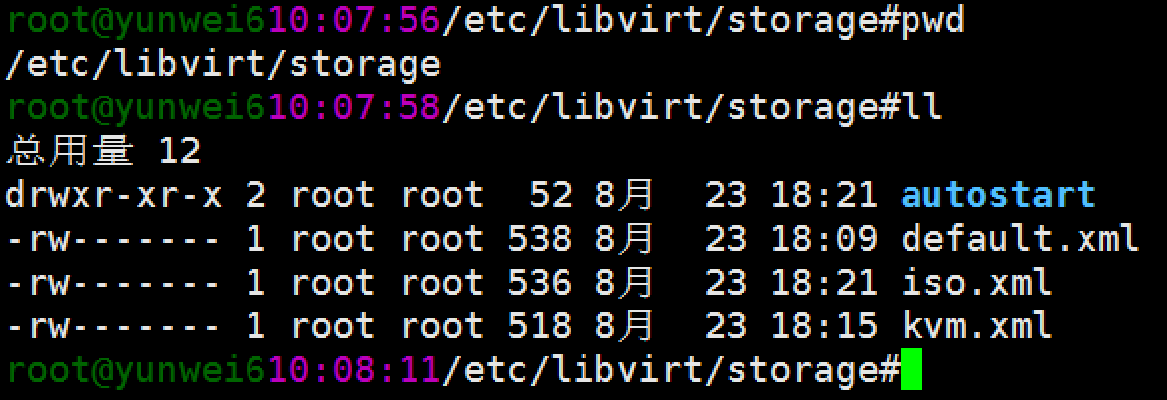 root@yunwei610:07:56/etc/libvirt/storage#pwd
/etc/libvirt/storage
root@yunwei610:07:58/etc/libvirt/storage#ll
总用量 12
drwxr-xr-x 2 root root  52 8月  23 18:21 autostart
-rw------- 1 root root 538 8月  23 18:09 default.xml
-rw------- 1 root root 536 8月  23 18:21 iso.xml
-rw------- 1 root root 518 8月  23 18:15 kvm.xml
root@yunwei610:08:11/etc/libvirt/storage#